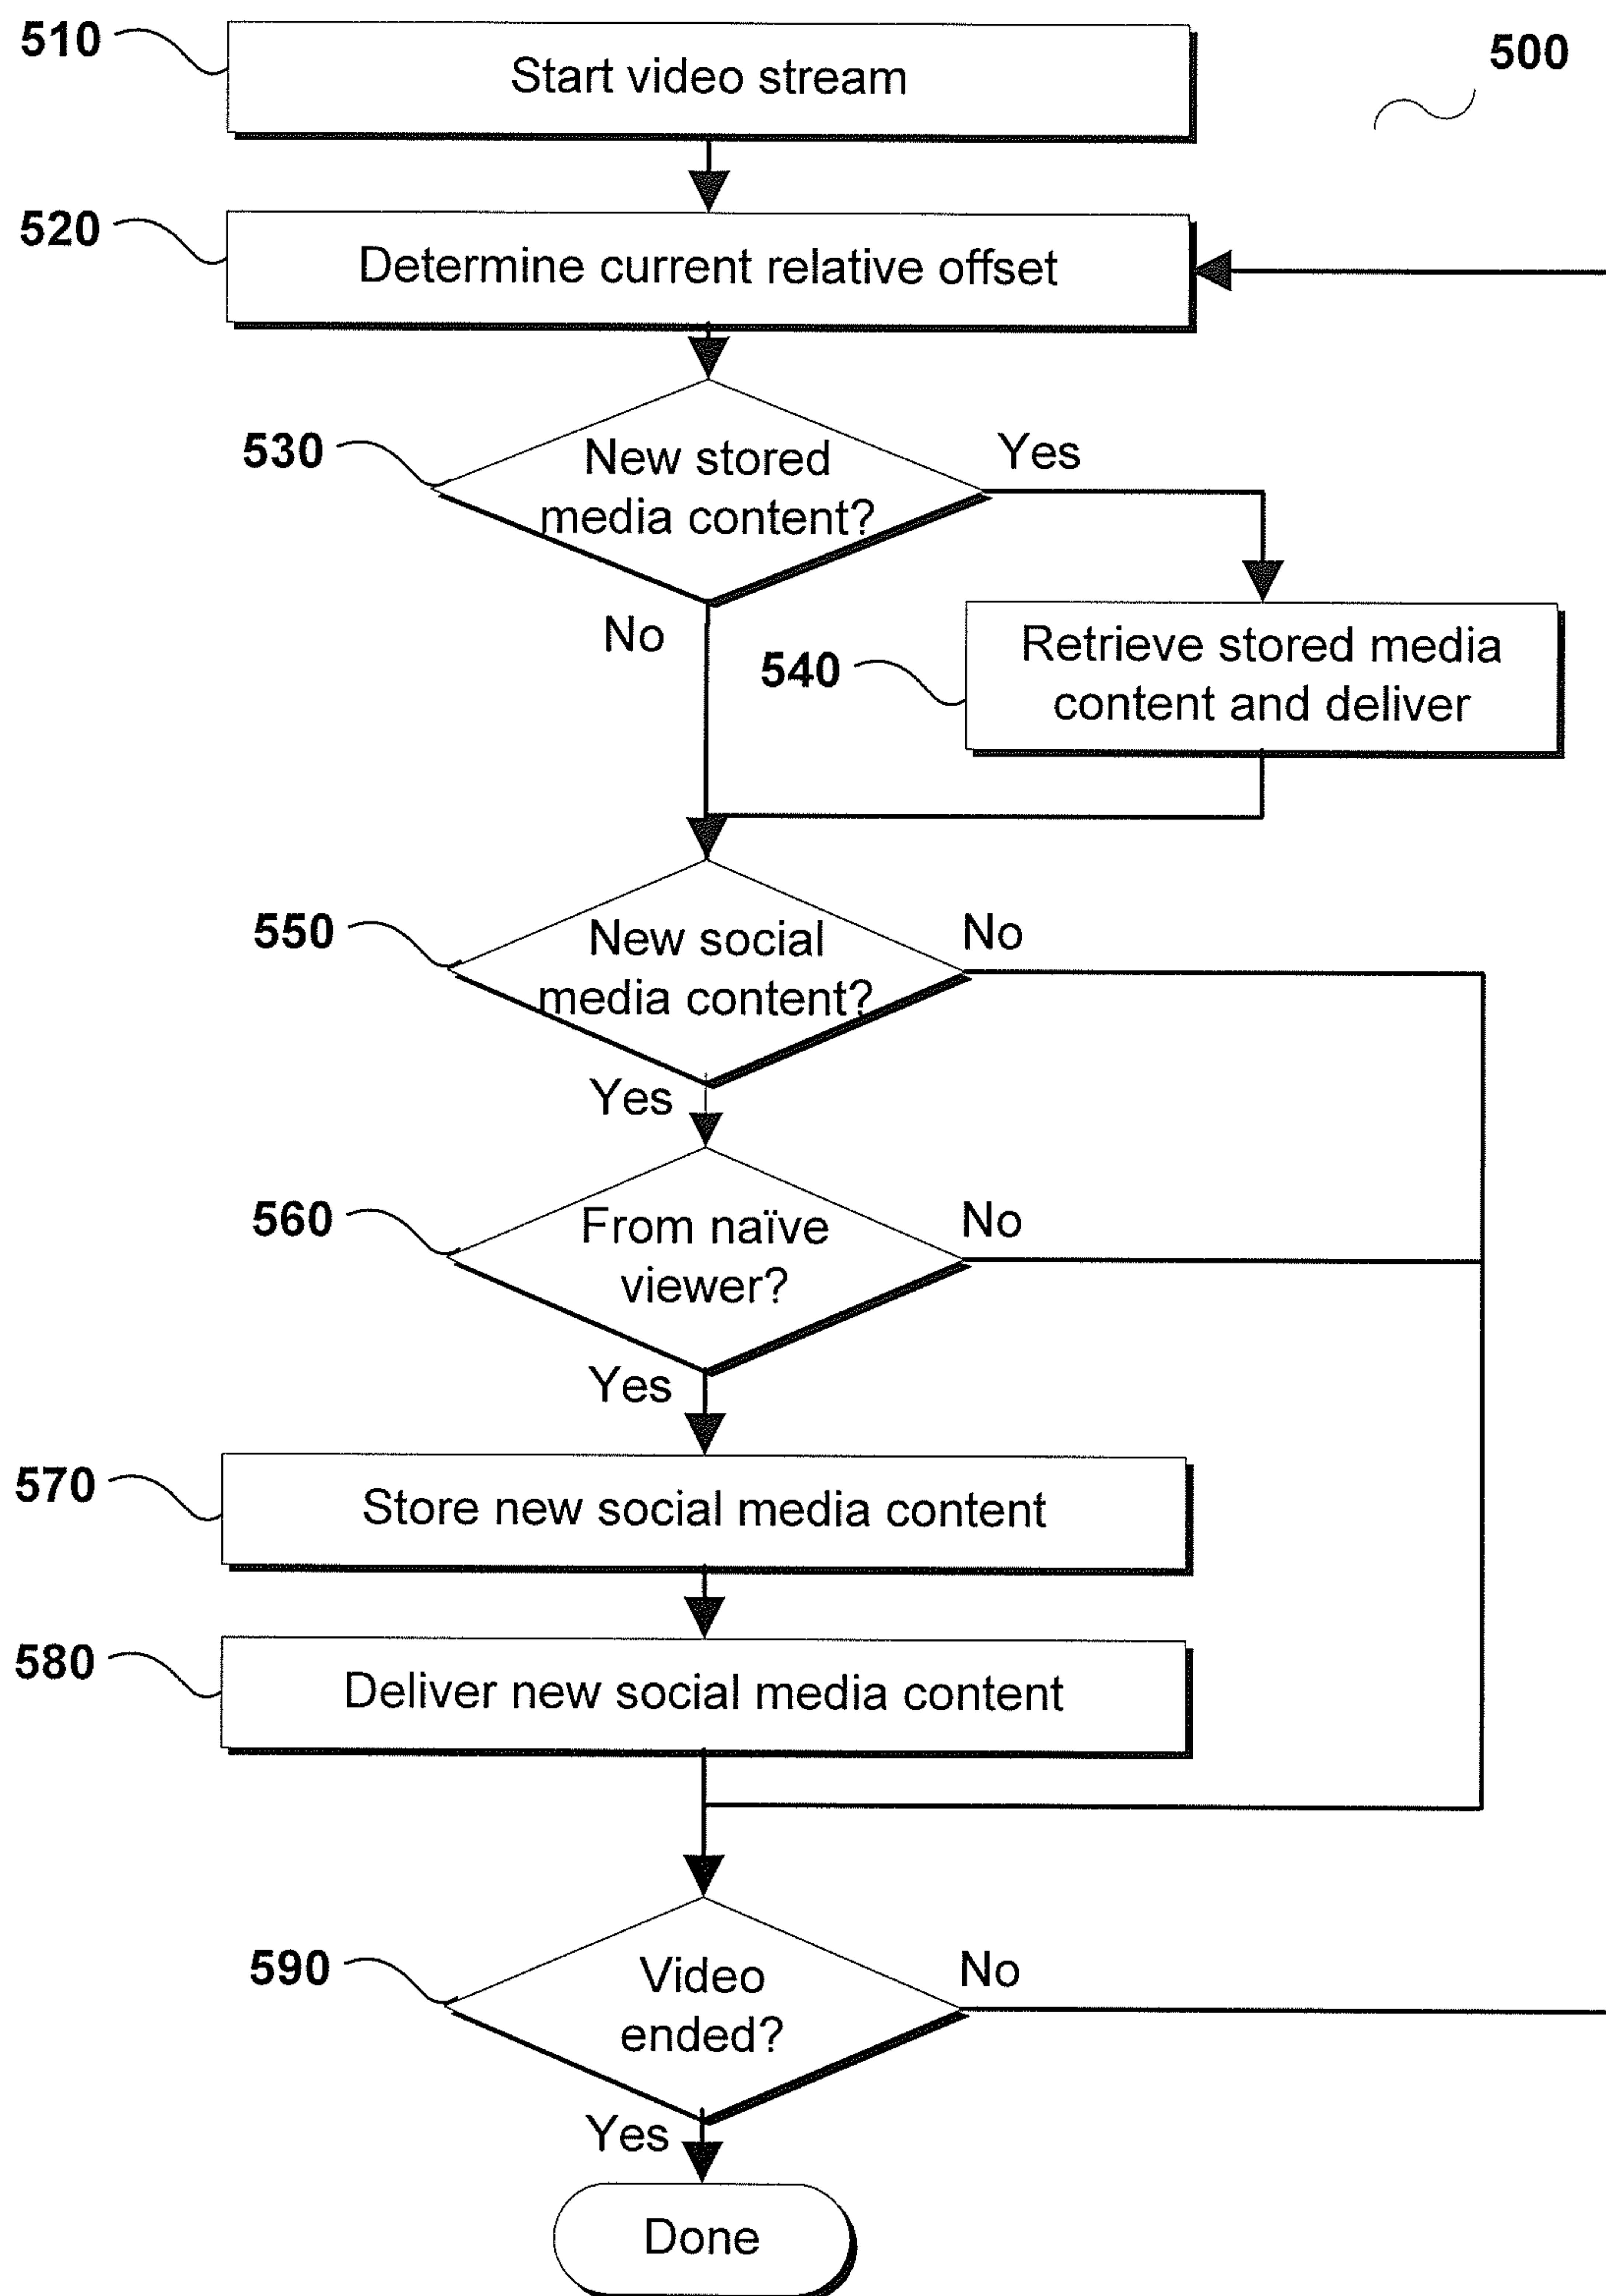 510
Start video stream
500
520
Determine current relative offset
530
New stored
media content?
Yes
No
540
Retrieve stored media
content and deliver
550
New social
media content?
No
Yes
560
From naïve
viewer?
No
Yes
570
Store new social media content
580
Deliver new social media content
590
Video
ended?
No
Yes
Done